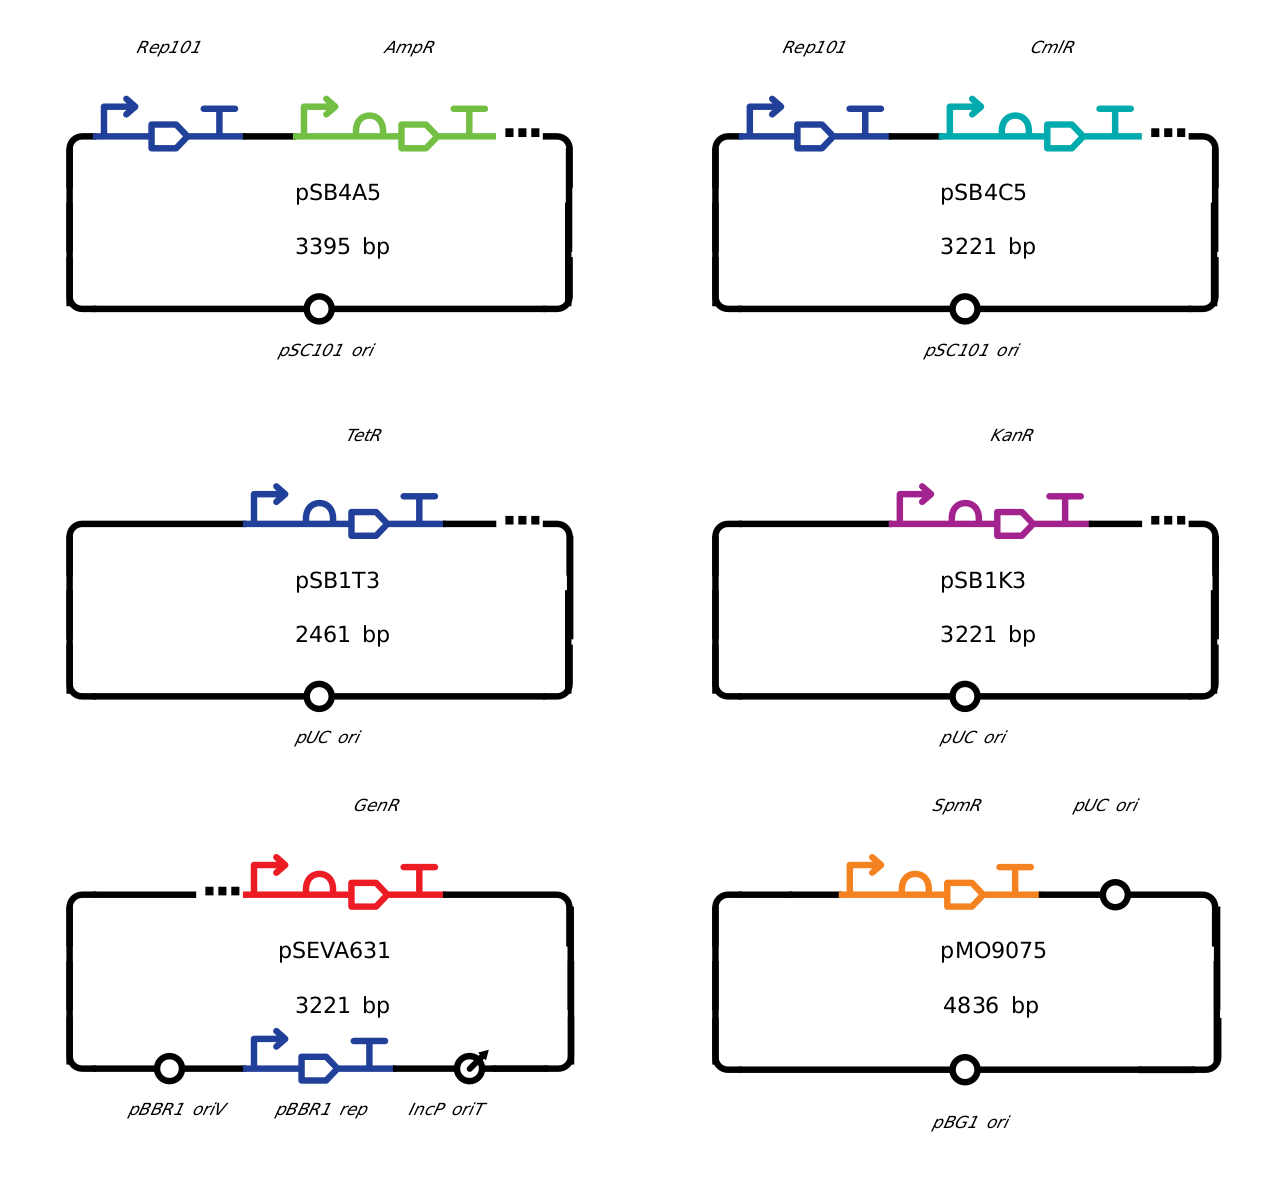 Rep101 AmpR
pSB4A5
3395 bp
pSC101 ori
Rep101 CmlR
pSB4C5
3221 bp
pSC101 ori
TetR
pSB1T3
2461 bp
pUC ori
KanR
pSB1K3
3221 bp
pUC ori
GenR
pSEVA631
3221 bp
pBBR1 oriV pBBR1 rep IncP oriT
SpmR pUC ori
pMO9075
4836 bp
pBG1 ori